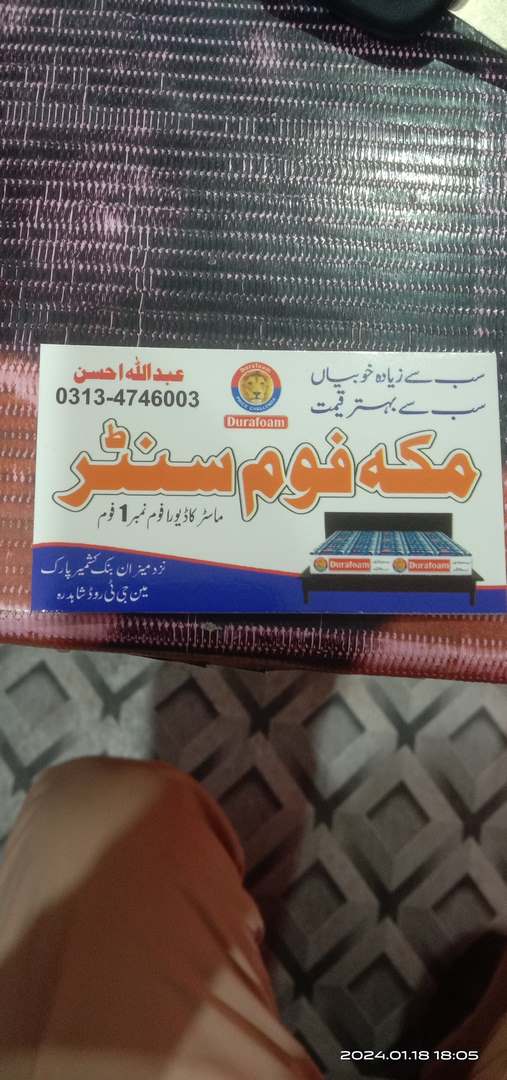 عبداللہ احسن
0313-4746003
Durafoam
Durafoam
سب سے زیادہ خوبیاں
سب سے بہتر قیمت
مکہ فوم سنٹر
ماسٹر کا ڈیورا فوم نمبر 1 فوم
Durafoam
Durafoam
نزد میزان بنک کشمیر پارک
مین جی ٹی روڈ شاہدرہ
2024.01.18 18:05